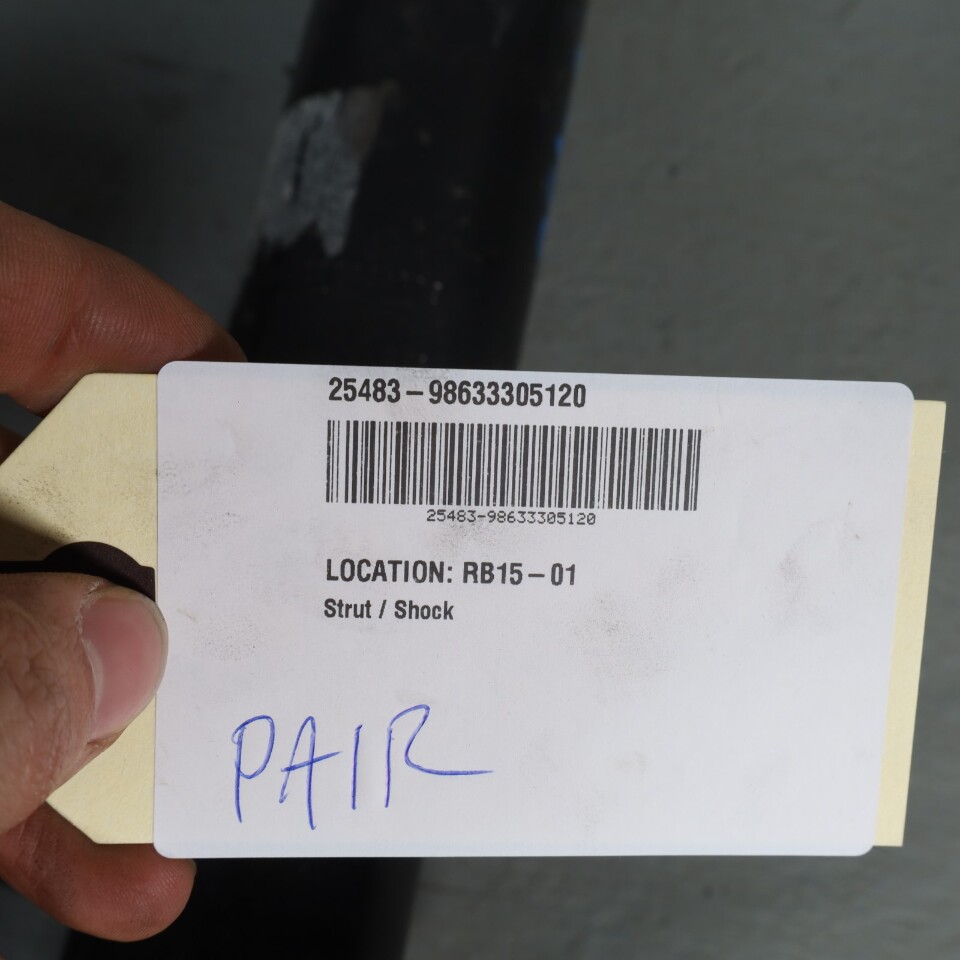 25483-98633305120
25483-98633305120
LOCATION: RB15-01
Strut / Shock
PAIR